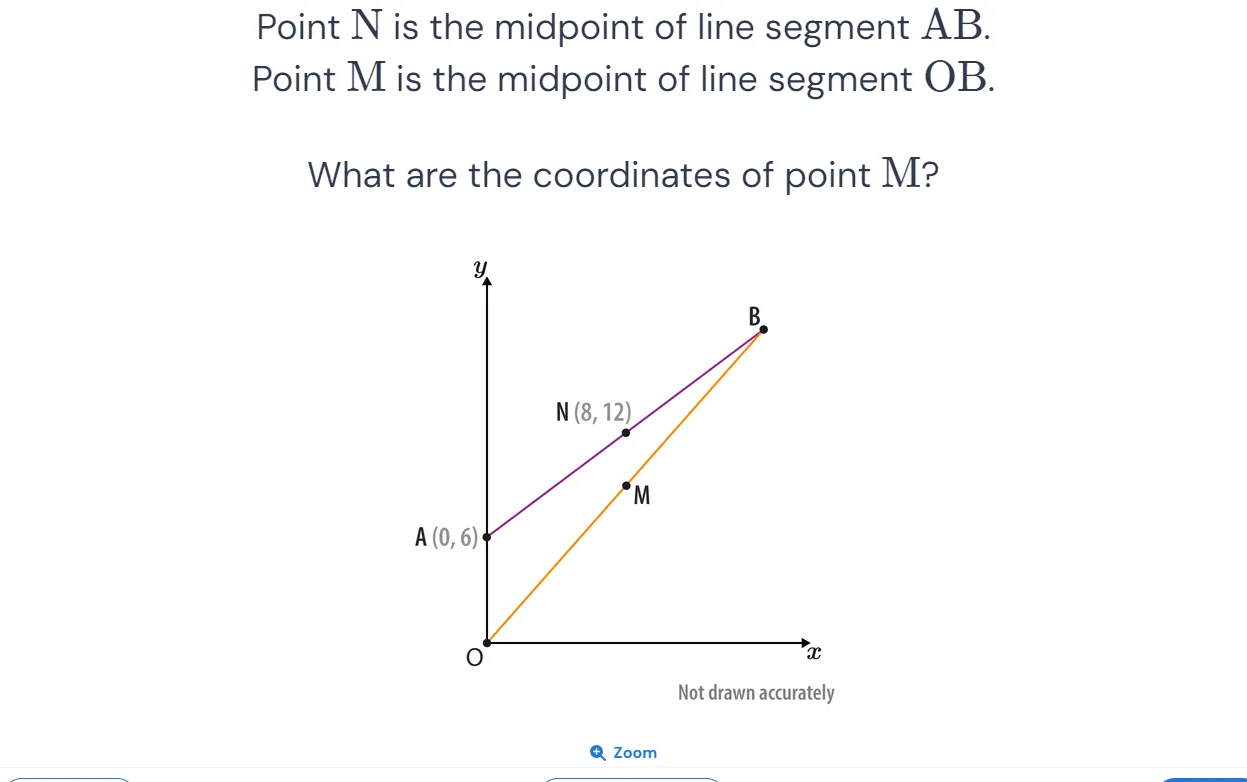 Point N is the midpoint of line segment AB.
Point M is the midpoint of line segment OB.
What are the coordinates of point M?
y
B
N (8, 12)
M
A (0, 6)
O
x
Not drawn accurately
Zoom